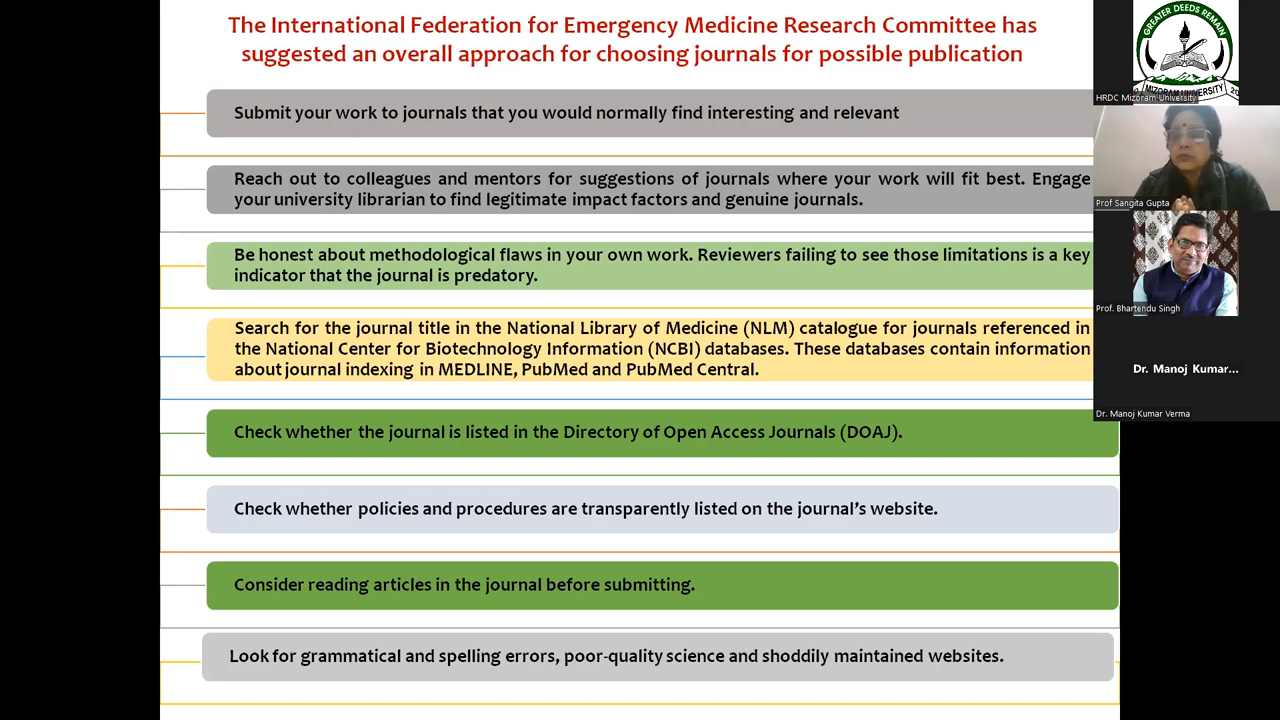 The International Federation for Emergency Medicine Research Committee has
suggested an overall approach for choosing journals for possible publication
Submit your work to journals that you would normally find interesting and relevant
Reach out to colleagues and mentors for suggestions of journals where your work will fit best. Engage
your university librarian to find legitimate impact factors and genuine journals.
Be honest about methodological flaws in your own work. Reviewers failing to see those limitations is a key
indicator that the journal is predatory.
Search for the journal title in the National Library of Medicine (NLM) catalogue for journals referenced in
the National Center for Biotechnology Information (NCBI) databases. These databases contain information
about journal indexing in MEDLINE, PubMed and PubMed Central.
Check whether the journal is listed in the Directory of Open Access Journals (DOAJ).
Check whether policies and procedures are transparently listed on the journal’s website.
Consider reading articles in the journal before submitting.
Look for grammatical and spelling errors, poor-quality science and shoddily maintained websites.
GREATER DEEDS REMAIN
MIZORAM UNIVERSITY
HRDC Mizoram University
Prof Sangita Gupta
Prof. Bhartendu Singh
Dr. Manoj Kumar...
Dr. Manoj Kumar Verma